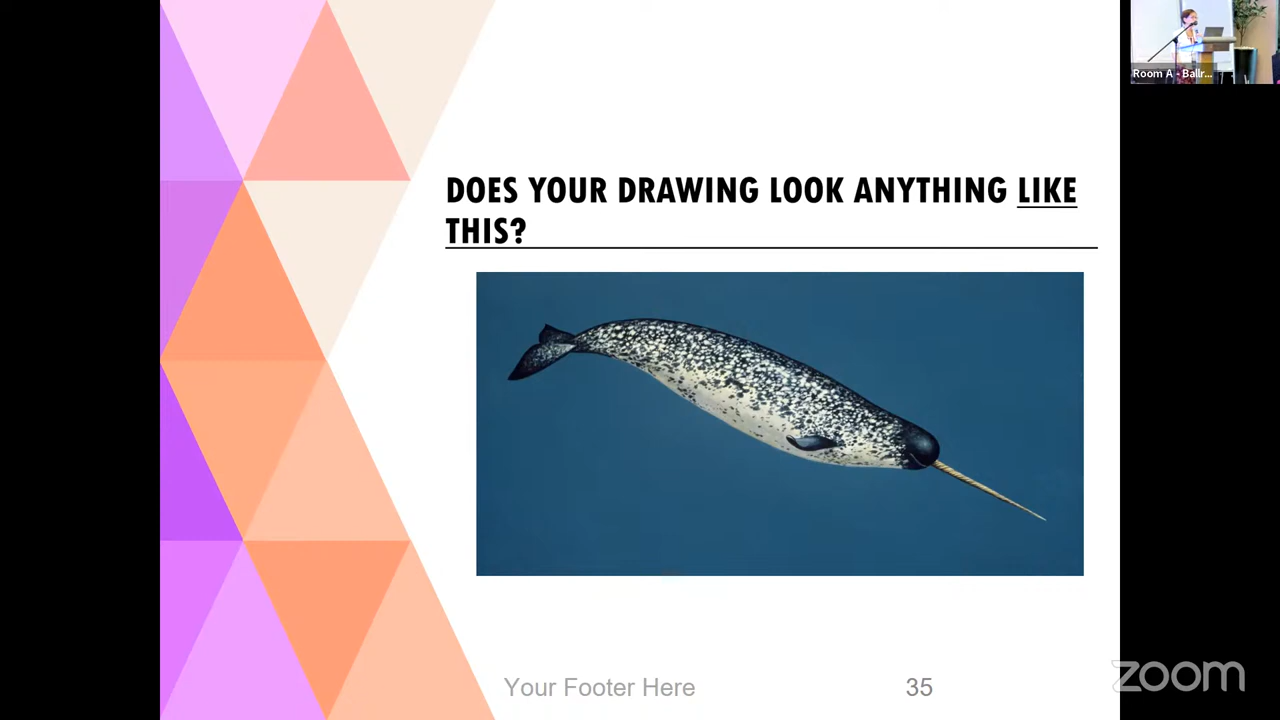 Room A - Ballr...
DOES YOUR DRAWING LOOK ANYTHING LIKE
THIS?
Your Footer Here
35
zoom